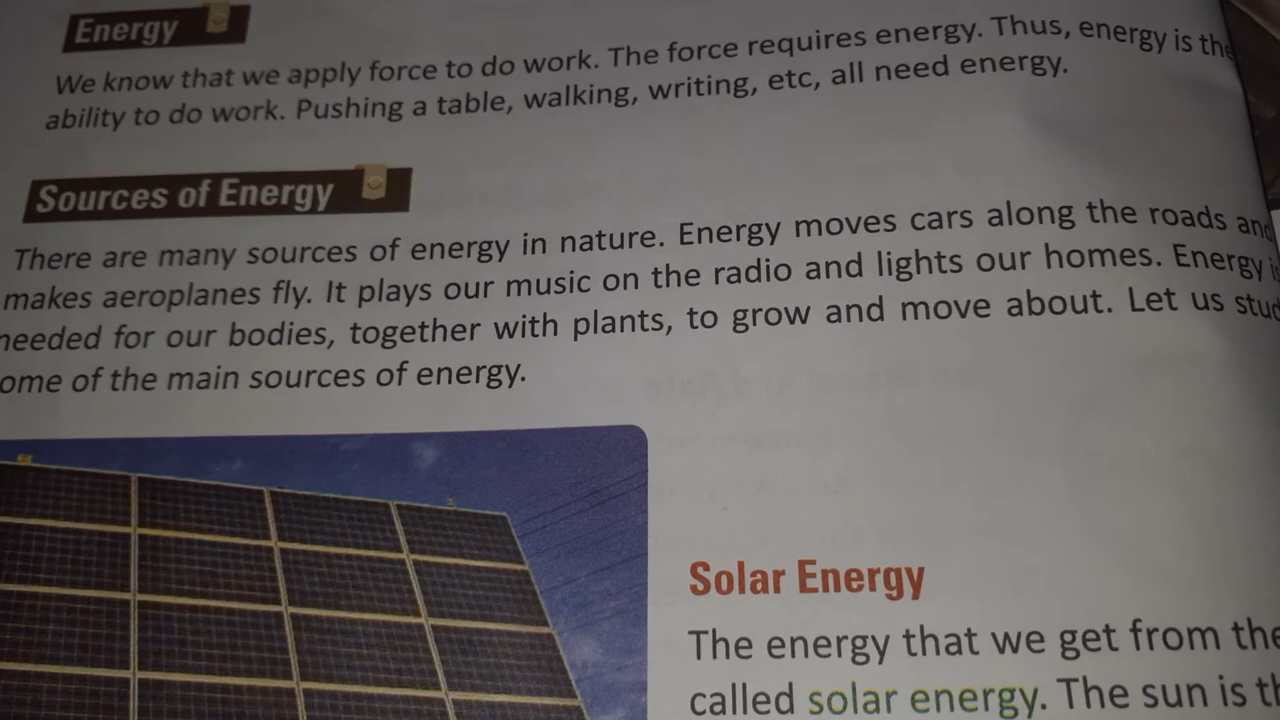 Energy
We know that we apply force to do work. The force requires energy. Thus, energy is the
ability to do work. Pushing a table, walking, writing, etc, all need energy.
Sources of Energy
There are many sources of energy in nature. Energy moves cars along the roads and
makes aeroplanes fly. It plays our music on the radio and lights our homes. Energy
needed for our bodies, together with plants, to grow and move about. Let us
of the main sources of energy.
Solar Energy
The energy that we get from the
called solar energy. The sun is